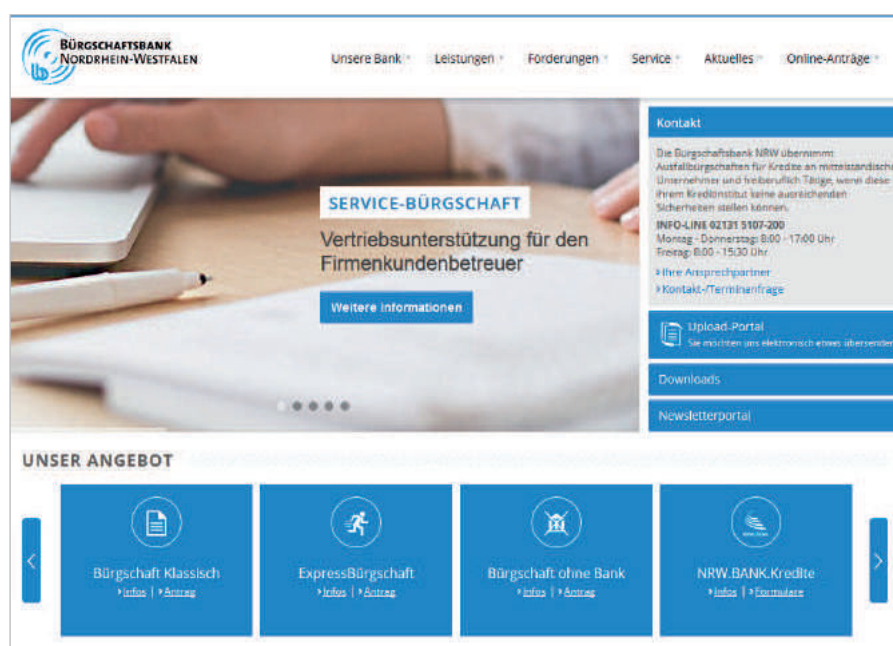 BÜRGSCHAFTSBANK
NORDRHEIN-WESTFALEN
Unsere Bank
Leistungen
Förderungen
Service
Aktuelles
Online-Anträge
SERVICE-BÜRGSCHAFT
Vertriebsunterstützung für den
Firmenkundenbetreuer
Weitere Informationen
Kontakt
Die Bürgschaftsbank NRW übernimmt
Ausfallbürgschaften für Kredite an mittelständische
Unternehmer und freiberuflich Tätige, wenn diese
ihrem Kreditinstitut keine ausreichenden
Sicherheiten stellen können.
INFO-LINE 02131 5107-200
Montag - Donnerstag: 8:00 - 17:00 Uhr
Freitag: 8:00 - 15:30 Uhr
Ihre Ansprechpartner
Kontakt-/Terminanfrage
Upload-Portal
Sie möchten uns elektronisch etwas übersenden
Downloads
Newsletterportal
UNSER ANGEBOT
Bürgschaft Klassisch
Infos | Antrag
ExpressBürgschaft
Infos | Antrag
Bürgschaft ohne Bank
Infos | Antrag
NRW.BANK.Kredite
Infos | Formulare